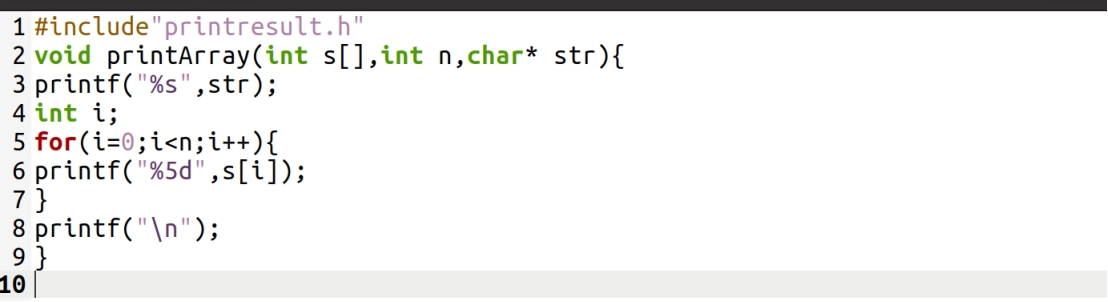 1 #include"printresult.h"
2 void printArray(int s[],int n,char* str){
3 printf("%s",str);
4 int i;
5 for(i=0;i<n;i++){
6 printf("%5d",s[i]);
7 }
8 printf("\n");
9 }
10